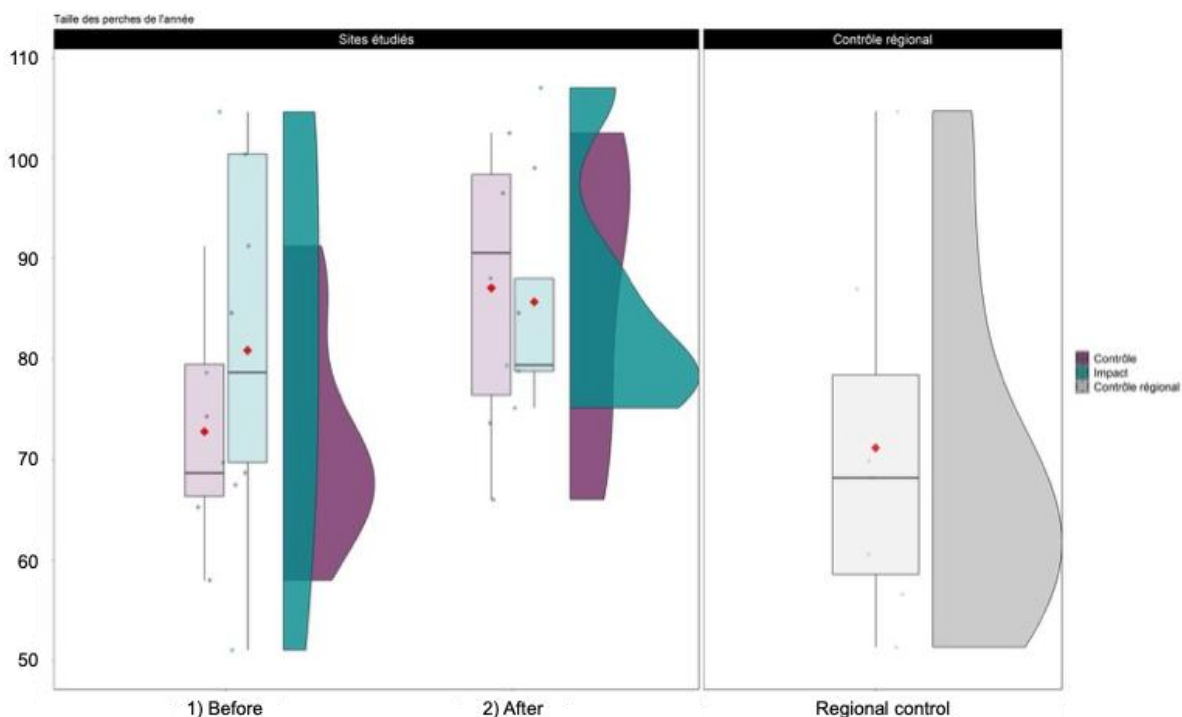 Taille des perches de l'année
Sites étudiés
Contrôle régional
110
100
90
80
70
60
50
Contrôle
Impact
Contrôle régional
1) Before
2) After
Regional control